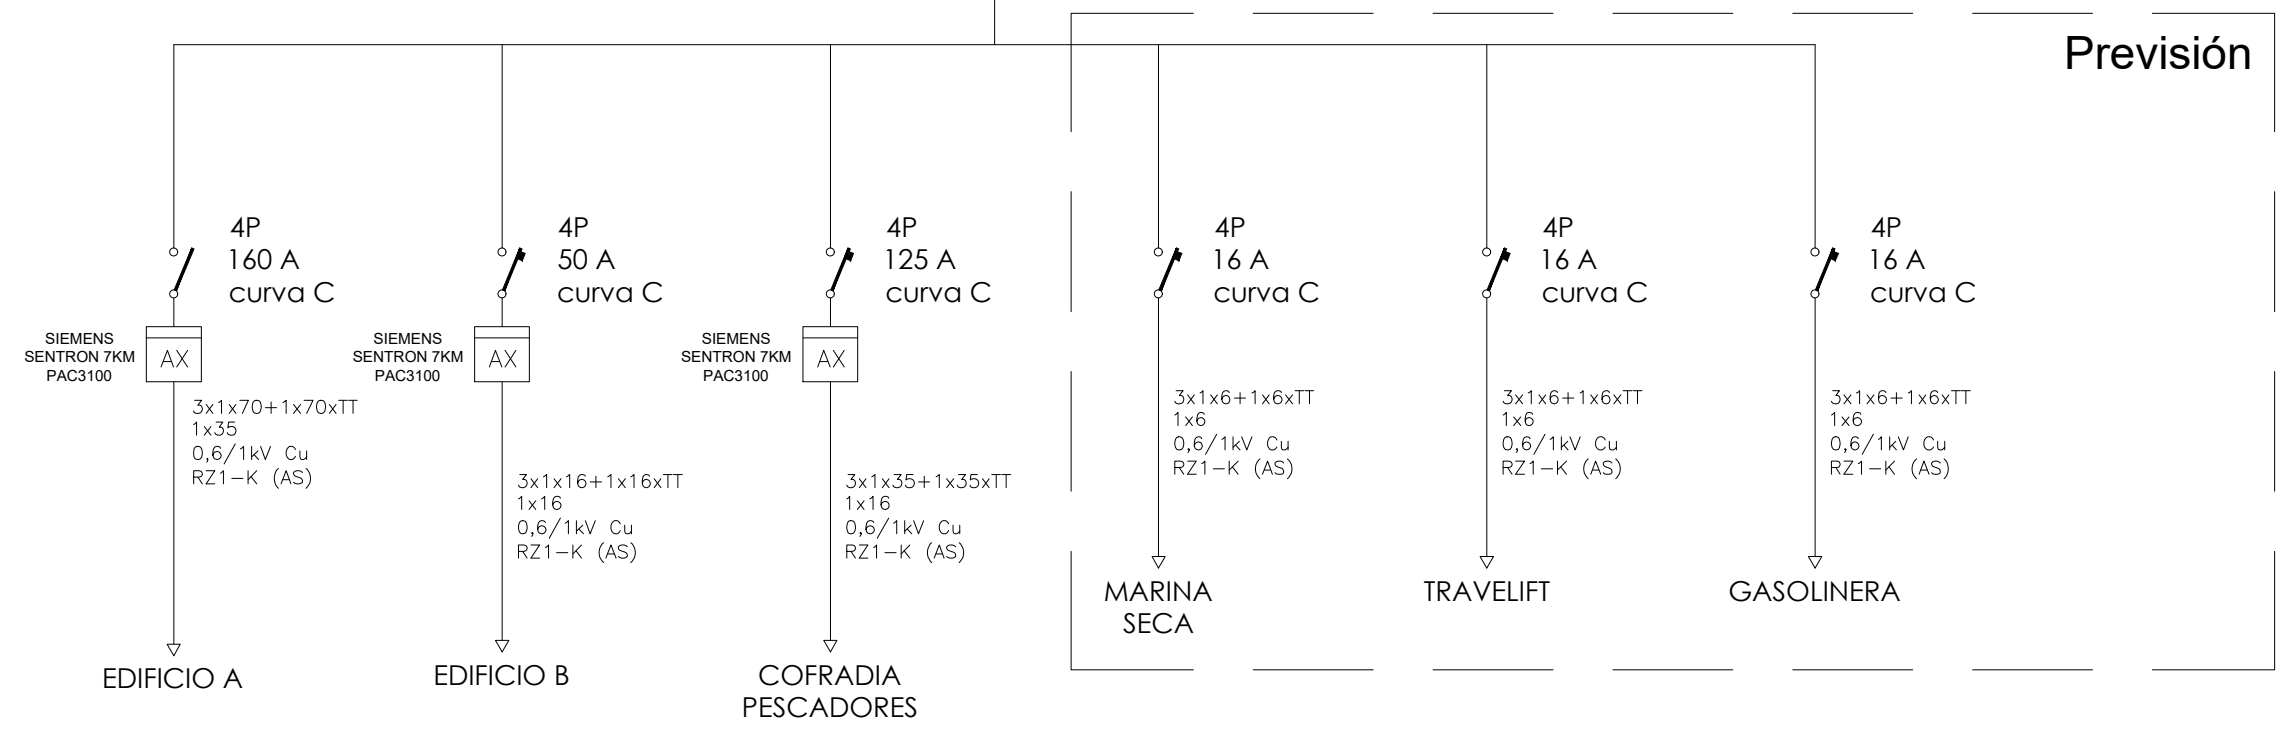 Previsión
4P
160 A
curva C
SIEMENS
SENTRON 7KM
PAC3100
AX
3x1x70+1x70xTT
1x35
0,6/1kV Cu
RZ1-K (AS)
EDIFICIO A
4P
50 A
curva C
SIEMENS
SENTRON 7KM
PAC3100
AX
3x1x16+1x16xTT
1x16
0,6/1kV Cu
RZ1-K (AS)
EDIFICIO B
4P
125 A
curva C
SIEMENS
SENTRON 7KM
PAC3100
AX
3x1x35+1x35xTT
1x16
0,6/1kV Cu
RZ1-K (AS)
COFRADIA
PESCADORES
4P
16 A
curva C
3x1x6+1x6xTT
1x6
0,6/1kV Cu
RZ1-K (AS)
MARINA
SECA
4P
16 A
curva C
3x1x6+1x6xTT
1x6
0,6/1kV Cu
RZ1-K (AS)
TRAVELIFT
4P
16 A
curva C
3x1x6+1x6xTT
1x6
0,6/1kV Cu
RZ1-K (AS)
GASOLINERA